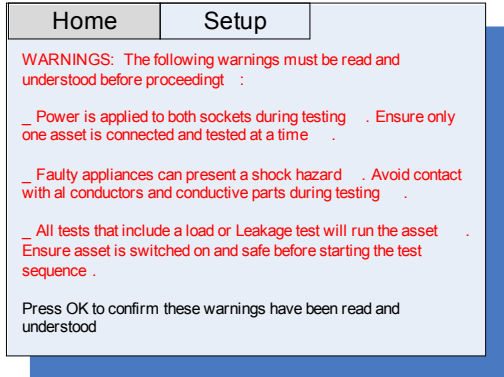 Home Setup
WARNINGS: The following warnings must be read and
understood before proceedingt :
_ Power is applied to both sockets during testing . Ensure only
one asset is connected and tested at a time .
_ Faulty appliances can present a shock hazard . Avoid contact
with al conductors and conductive parts during testing .
_ All tests that include a load or Leakage test will run the asset .
Ensure asset is switched on and safe before starting the test
sequence .
Press OK to confirm these warnings have been read and
understood